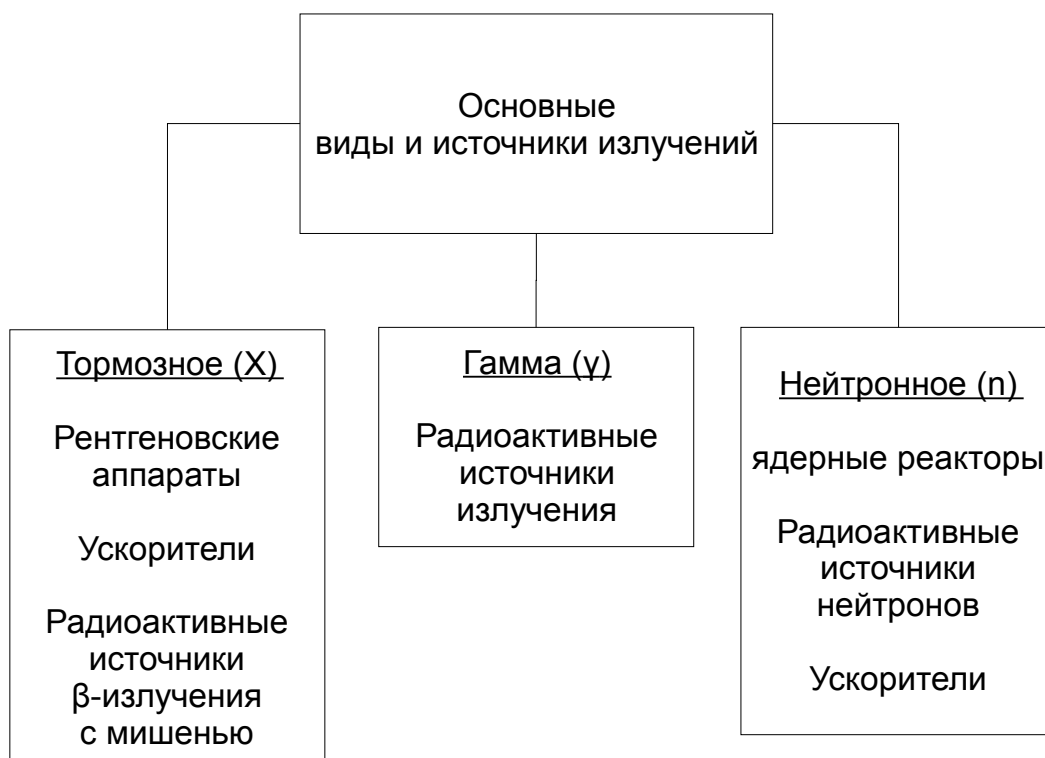 Основные
виды и источники излучений
Тормозное (X)
Рентгеновские
аппараты
Ускорители
Радиоактивные
источники
β-излучения
с мишенью
Гамма (γ)
Радиоактивные
источники
излучения
Нейтронное (n)
ядерные реакторы
Радиоактивные
источники
нейтронов
Ускорители